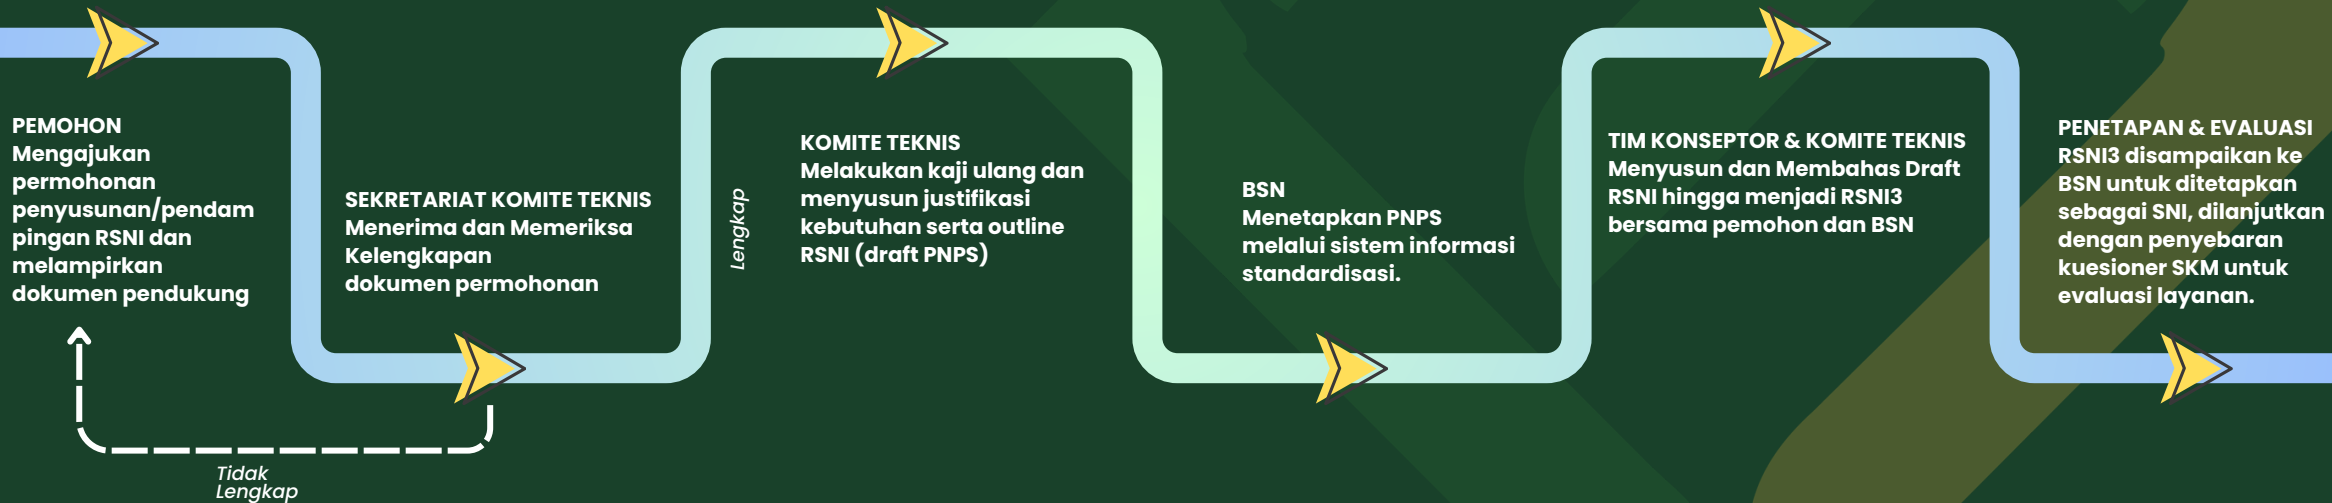 PEMOHON
Mengajukan
permohonan
penyusunan/pendam
pingan RSNI dan
melampirkan
dokumen pendukung
Tidak
Lengkap
SEKRETARIAT KOMITE TEKNIS
Menerima dan Memeriksa
Kelengkapan
dokumen permohonan
Lengkap
KOMITE TEKNIS
Melakukan kaji ulang dan
menyusun justifikasi
kebutuhan serta outline
RSNI (draft PNPS)
BSN
Menetapkan PNPS
melalui sistem informasi
standardisasi.
TIM KONSEPTOR & KOMITE TEKNIS
Menyusun dan Membahas Draft
RSNI hingga menjadi RSNI3
bersama pemohon dan BSN
PENETAPAN & EVALUASI
RSNI3 disampaikan ke
BSN untuk ditetapkan
sebagai SNI, dilanjutkan
dengan penyebaran
kuesioner SKM untuk
evaluasi layanan.